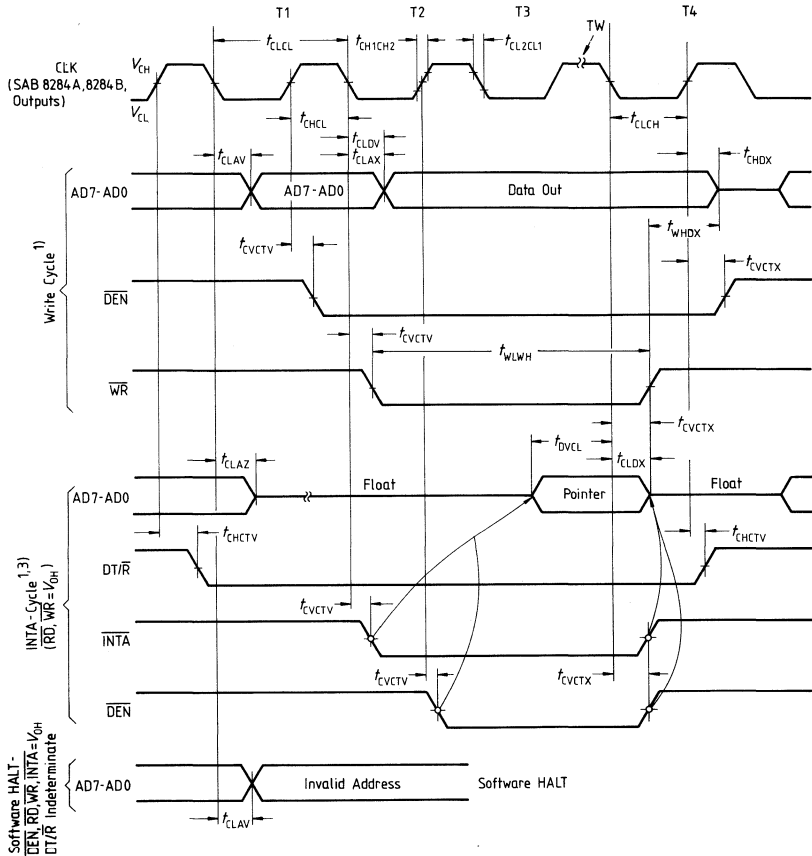 T1 T2 T3 T4
TW
t_CLCL t_CH1CH2 t_CL2CL1
CLK
(SAB 8284A, 8284B,
Outputs)
V_CH
V_CL
t_CHCL t_CLCH
t_CLDV
t_CLAV t_CLAX t_CHDX
AD7-AD0 AD7-AD0 Data Out
t_WHDX
t_CVCTV t_CVCTX
Write Cycle 1)
DEN
t_CVCTV
t_WLWH
WR
t_CVCTX
t_DVCL
t_CLAZ t_CLDX
AD7-AD0 Float Pointer Float
t_CHCTV t_CHCTV
DT/R
INTA-Cycle 1,3)
(RD, WR = V_OH)
t_CVCTV
INTA
t_CVCTV t_CVCTX
DEN
Software HALT-
DEN, RD, WR, INTA = V_OH
DT/R Indeterminate
AD7-AD0 Invalid Address Software HALT
t_CLAV